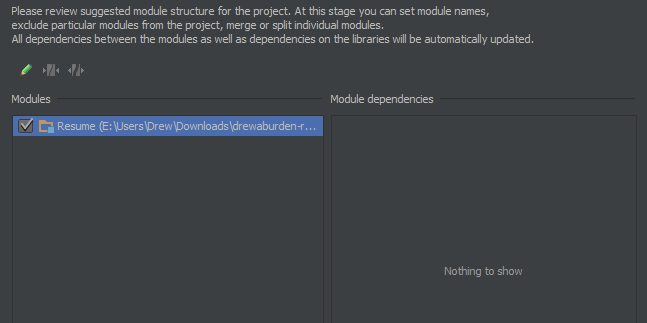 Please review suggested module structure for the project. At this stage you can set module names,
exclude particular modules from the project, merge or split individual modules.
All dependencies between the modules as well as dependencies on the libraries will be automatically updated.
Modules
Module dependencies
Resume (E:\Users\Drew\Downloads\drewaburden-r...
Nothing to show